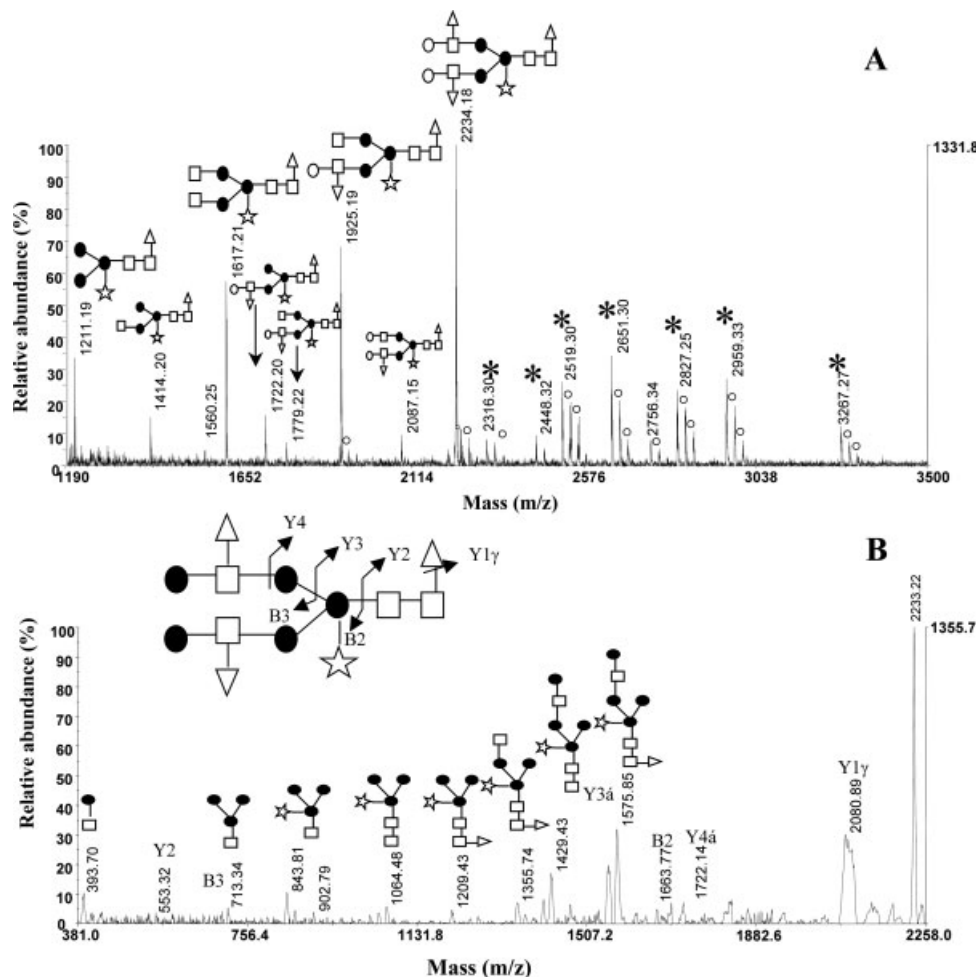 A
2234.18
100
90
80
70
60
50
40
30
20
10
0
Relative abundance (%)
1331.8
1211.19
1414..20
1560.25
1617.21
1722.20
1779.22
1925.19
2087.15
2316.30
2448.32
2519.30
2651.30
2756.34
2827.25
2959.33
3267.27
* * * * * * *
1190 1652 2114 2576 3038 3500
Mass (m/z)
B
Y4
Y3
Y2
Y1γ
B3
B2
100
90
80
70
60
50
40
30
20
10
0
Relative abundance (%)
1355.7
393.70
Y2
553.32
B3
713.34
843.81
902.79
1064.48
1209.43
1355.74
1429.43
Y3á
1575.85
B2
1663.77
Y4á
1722.14
Y1γ
2080.89
2233.22
381.0 756.4 1131.8 1507.2 1882.6 2258.0
Mass (m/z)